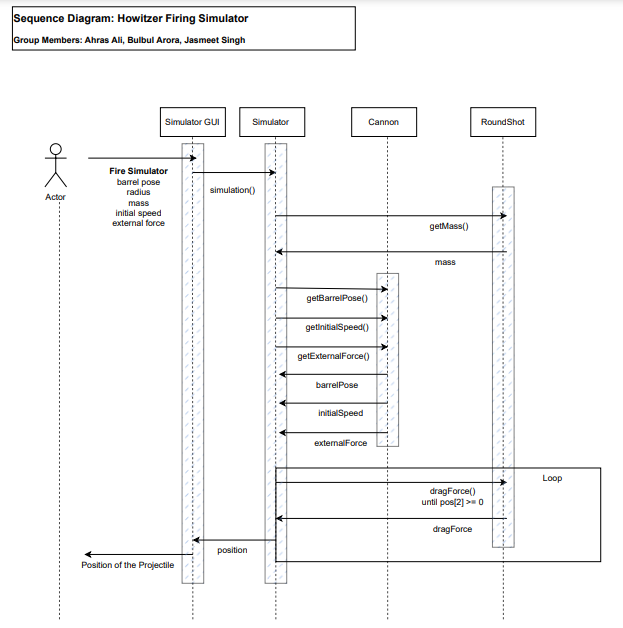 Sequence Diagram: Howitzer Firing Simulator
Group Members: Ahras Ali, Bulbul Arora, Jasmeet Singh
Simulator GUI
Simulator
Cannon
RoundShot
Actor
Fire Simulator
barrel pose
radius
mass
initial speed
external force
simulation()
getMass()
mass
getBarrelPose()
getInitialSpeed()
getExternalForce()
barrelPose
initialSpeed
externalForce
Loop
dragForce()
until pos[2] >= 0
dragForce
position
Position of the Projectile